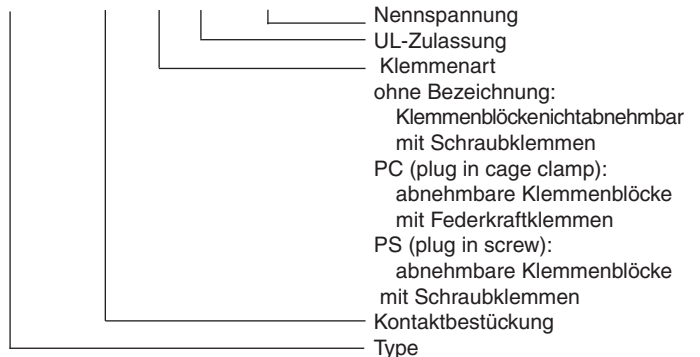 Nennspannung
UL-Zulassung
Klemmenart
ohne Bezeichnung:
Klemmenblöckenichtabnehmbar
mit Schraubklemmen
PC (plug in cage clamp):
abnehmbare Klemmenblöcke
mit Federkraftklemmen
PS (plug in screw):
abnehmbare Klemmenblöcke
mit Schraubklemmen
Kontaktbestückung
Type